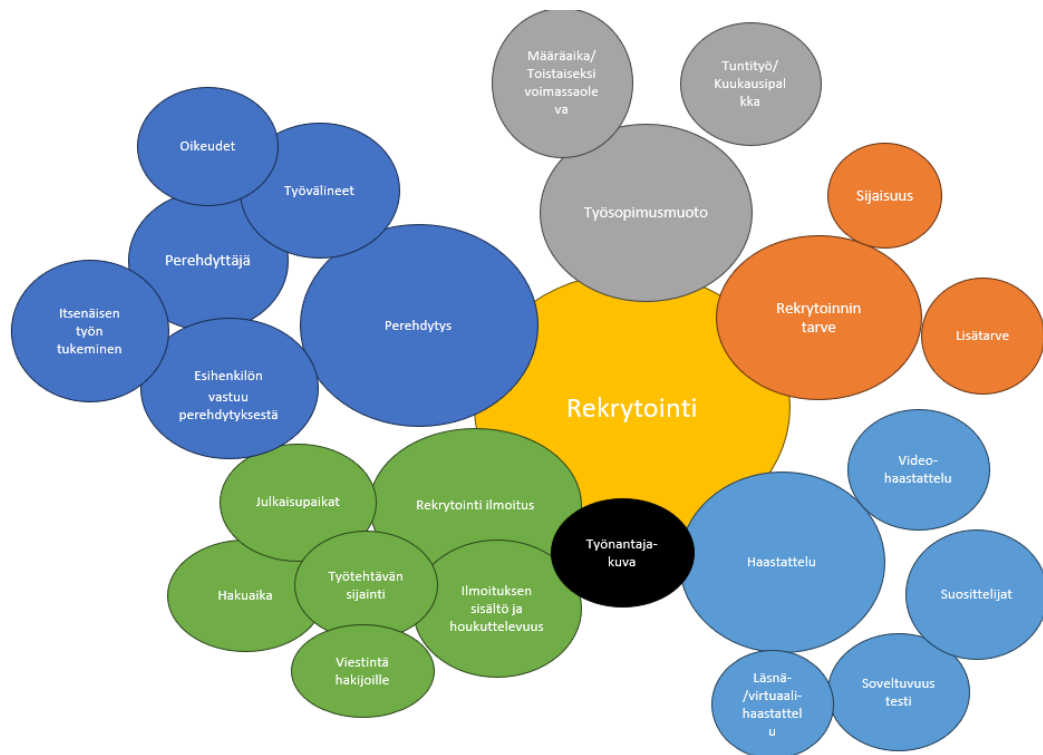 Määräaika/
Toistaiseksi
voimassaole
va
Tuntityö/
Kuukausipa
lkka
Oikeudet
Työvälineet
Työsopimusmuoto
Sijaisuus
Perehdyttäjä
Itsenäisen
työn
tukeminen
Perehdytys
Rekrytoinnin
tarve
Lisätarve
Esihenkilön
vastuu
perehdytyksestä
Rekrytointi
Julkaisupaikat
Rekrytointi ilmoitus
Video-
haastattelu
Työnantaja-
kuva
Haastattelu
Hakuaika
Työtehtävän
sijainti
Ilmoituksen
sisältö ja
houkuttelevuus
Suosittelijat
Viestintä
hakijoille
Läsnä-
/virtuaali-
haastattel
u
Soveltuvuus
testi